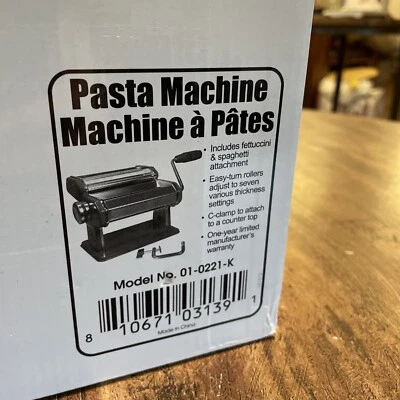 Pasta Machine
Machine à Pâtes
• Includes fettuccini
& spaghetti
attachment
• Easy-turn rollers
adjust to seven
various thickness
settings
• C-clamp to attach
to a counter top
• One-year limited
manufacturer's
warranty
Model No. 01-0221-K
8 10671 03139 1
Made in China